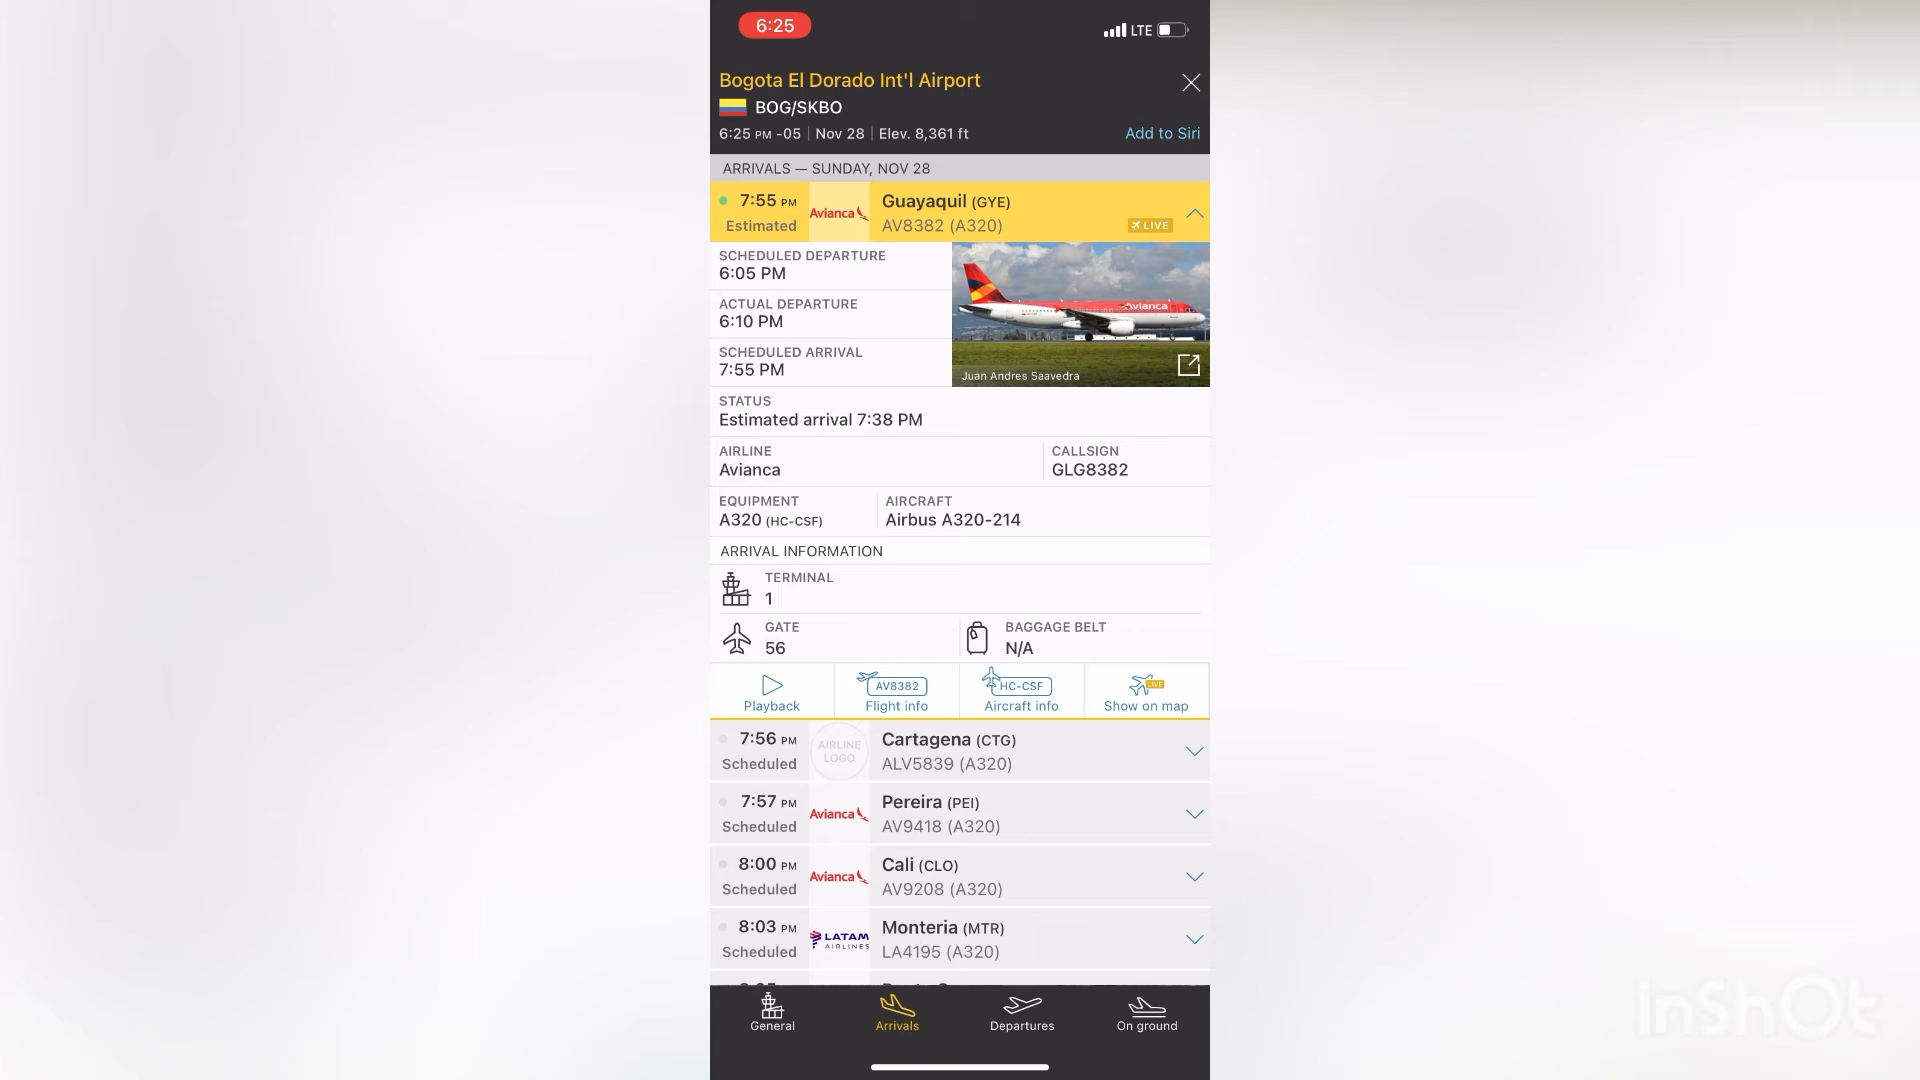 6:25
LTE
Bogota El Dorado Int'l Airport
BOG/SKBO
6:25 PM -05 | Nov 28 | Elev. 8,361 ft
Add to Siri
ARRIVALS — SUNDAY, NOV 28
7:55 PM
Estimated
Avianca
Guayaquil (GYE)
AV8382 (A320)
LIVE
SCHEDULED DEPARTURE
6:05 PM
ACTUAL DEPARTURE
6:10 PM
SCHEDULED ARRIVAL
7:55 PM
Avianca
Juan Andres Saavedra
STATUS
Estimated arrival 7:38 PM
AIRLINE
Avianca
CALLSIGN
GLG8382
EQUIPMENT
A320 (HC-CSF)
AIRCRAFT
Airbus A320-214
ARRIVAL INFORMATION
TERMINAL
1
GATE
56
BAGGAGE BELT
N/A
Playback
AV8382
Flight info
HC-CSF
Aircraft info
LIVE
Show on map
7:56 PM
Scheduled
AIRLINE
LOGO
Cartagena (CTG)
ALV5839 (A320)
7:57 PM
Scheduled
Avianca
Pereira (PEI)
AV9418 (A320)
8:00 PM
Scheduled
Avianca
Cali (CLO)
AV9208 (A320)
8:03 PM
Scheduled
LATAM
AIRLINES
Monteria (MTR)
LA4195 (A320)
General
Arrivals
Departures
On ground
InShOt